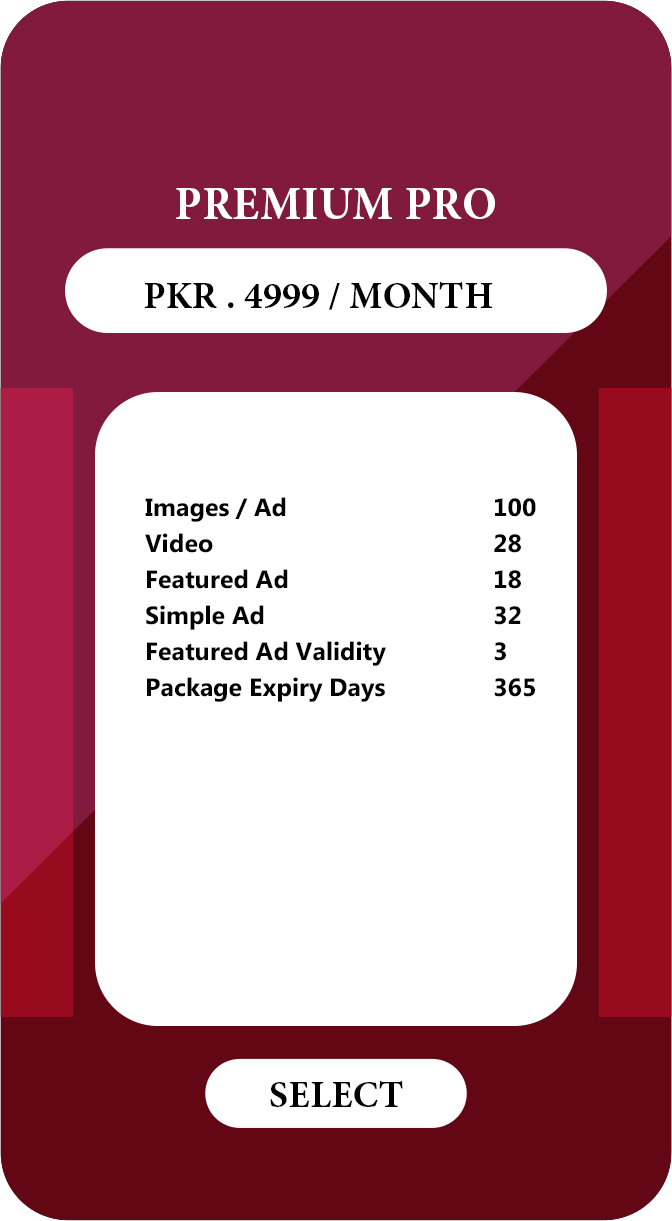 PREMIUM PRO
PKR . 4999 / MONTH
Images / Ad 100
Video 28
Featured Ad 18
Simple Ad 32
Featured Ad Validity 3
Package Expiry Days 365
SELECT